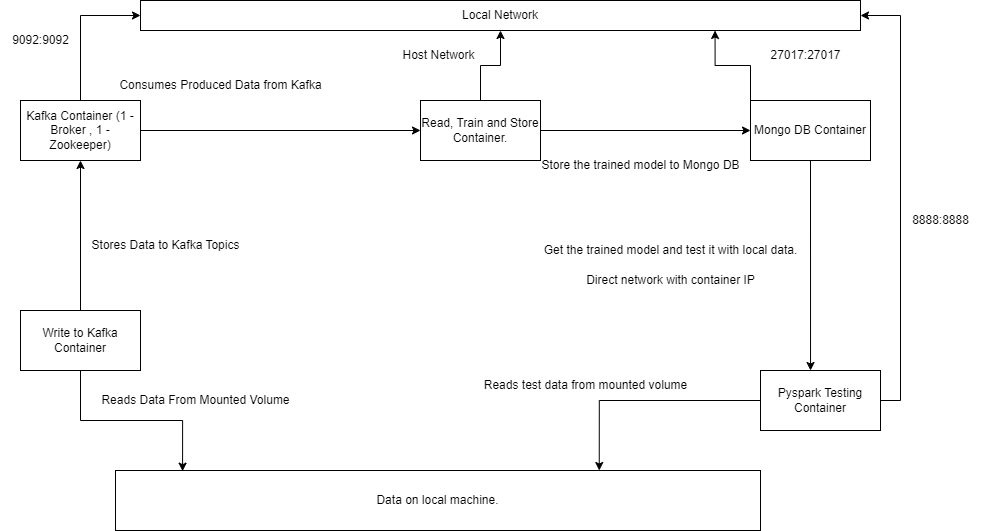 Local Network
9092:9092
Host Network
27017:27017
Consumes Produced Data from Kafka
Kafka Container (1 -
Broker , 1 -
Zookeeper)
Read, Train and Store
Container.
Mongo DB Container
Store the trained model to Mongo DB
8888:8888
Stores Data to Kafka Topics
Get the trained model and test it with local data.
Direct network with container IP
Write to Kafka
Container
Reads test data from mounted volume
Pyspark Testing
Container
Reads Data From Mounted Volume
Data on local machine.